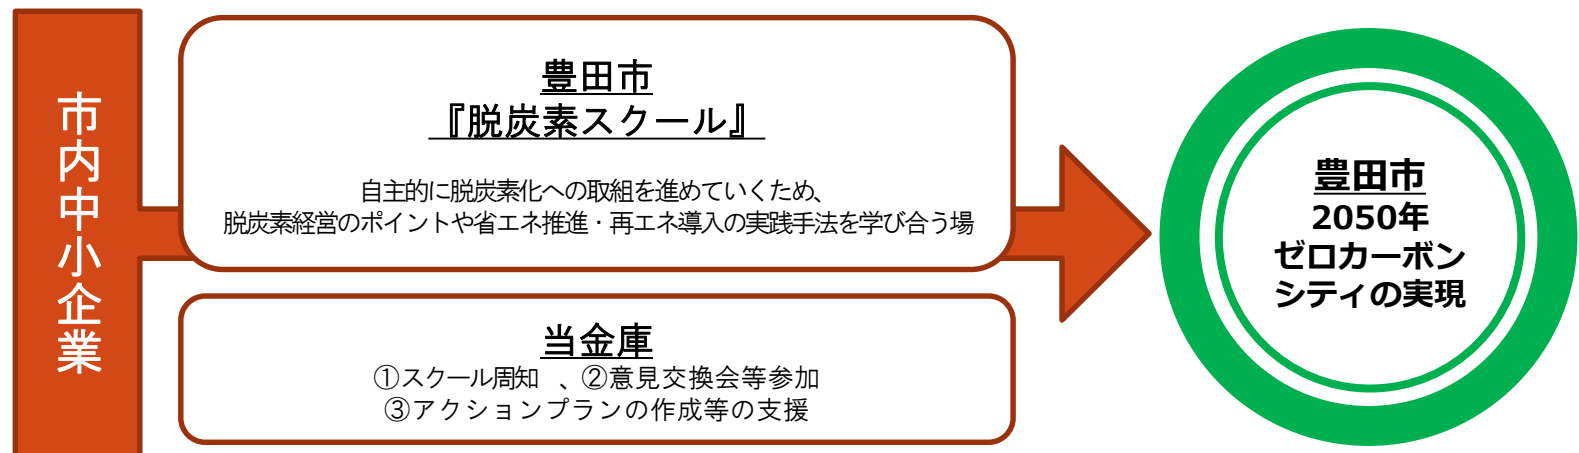 市内中小企業
豊田市
『脱炭素スクール』
自主的に脱炭素化への取組を進めていくため、
脱炭素経営のポイントや省エネ推進・再エネ導入の実践手法を学び合う場
当金庫
①スクール周知　、②意見交換会等参加
③アクションプランの作成等の支援
豊田市
2050年
ゼロカーボン
シティの実現